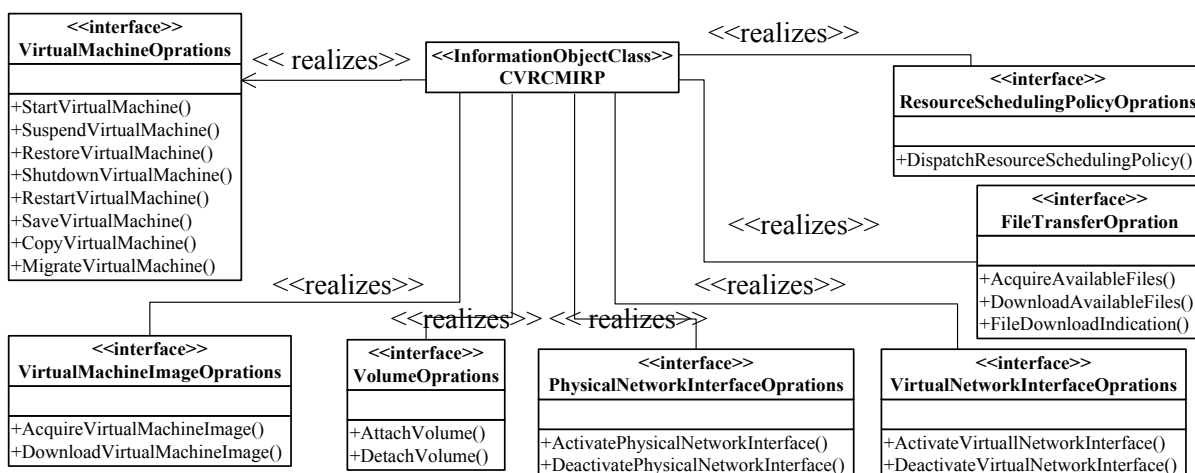 <<interface>>
VirtualMachineOprations
+StartVirtualMachine()
+SuspendVirtualMachine()
+RestoreVirtualMachine()
+ShutdownVirtualMachine()
+RestartVirtualMachine()
+SaveVirtualMachine()
+CopyVirtualMachine()
+MigrateVirtualMachine()
<< realizes>>
<<InformationObjectClass>>
CVRCMIRP
<<realizes>>
<<interface>>
ResourceSchedulingPolicyOprations
+DispatchResourceSchedulingPolicy()
<<realizes>>
<<interface>>
FileTransferOpration
+AcquireAvailableFiles()
+DownloadAvailableFiles()
+FileDownloadIndication()
<<realizes>>
<<interface>>
VirtualMachineImageOprations
+AcquireVirtualMachineImage()
+DownloadVirtualMachineImage()
<<realizes>>
<<interface>>
VolumeOprations
+AttachVolume()
+DetachVolume()
<< realizes>>
<<interface>>
PhysicalNetworkInterfaceOprations
+ActivatePhysicalNetworkInterface()
+DeactivatePhysicalNetworkInterface()
<<realizes>>
<<interface>>
VirtualNetworkInterfaceOprations
+ActivateVirtuallNetworkInterface()
+DeactivateVirtualNetworkInterface()